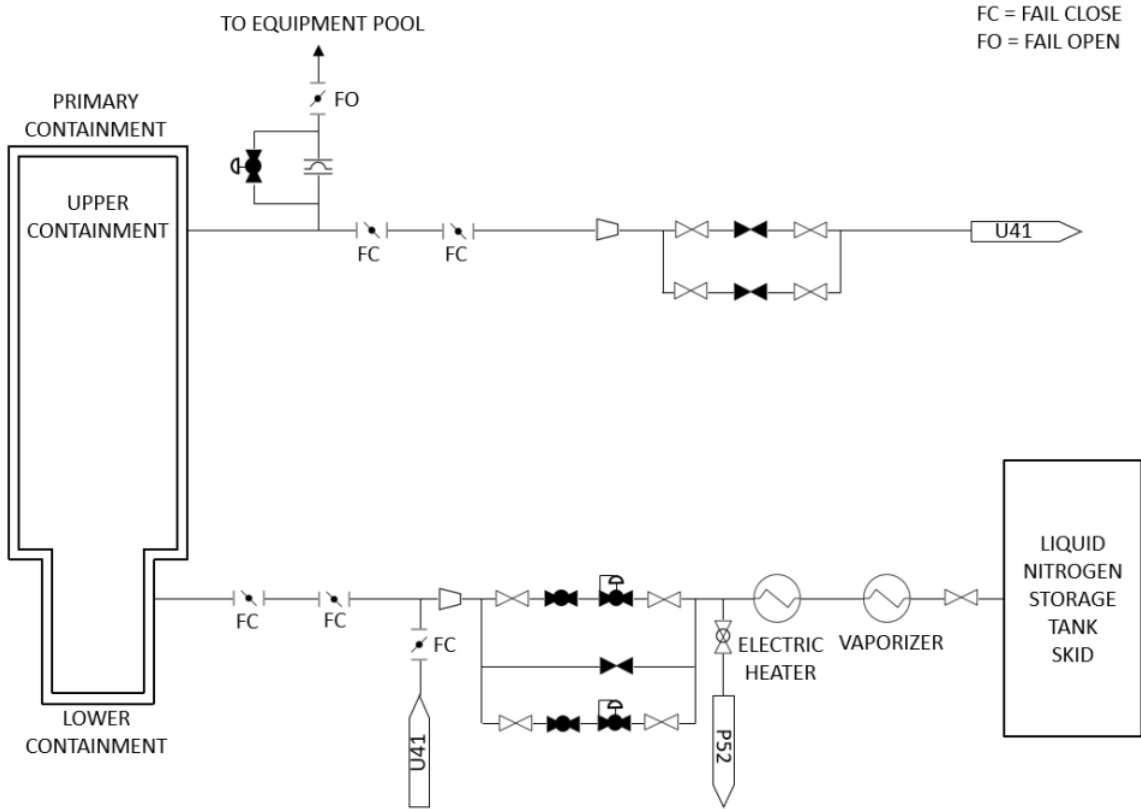 FC = FAIL CLOSE
FO = FAIL OPEN
TO EQUIPMENT POOL
FO
PRIMARY
CONTAINMENT
UPPER
CONTAINMENT
FC
FC
U41
LIQUID
NITROGEN
STORAGE
TANK
SKID
FC
FC
FC
ELECTRIC
HEATER
VAPORIZER
LOWER
CONTAINMENT
U41
P52